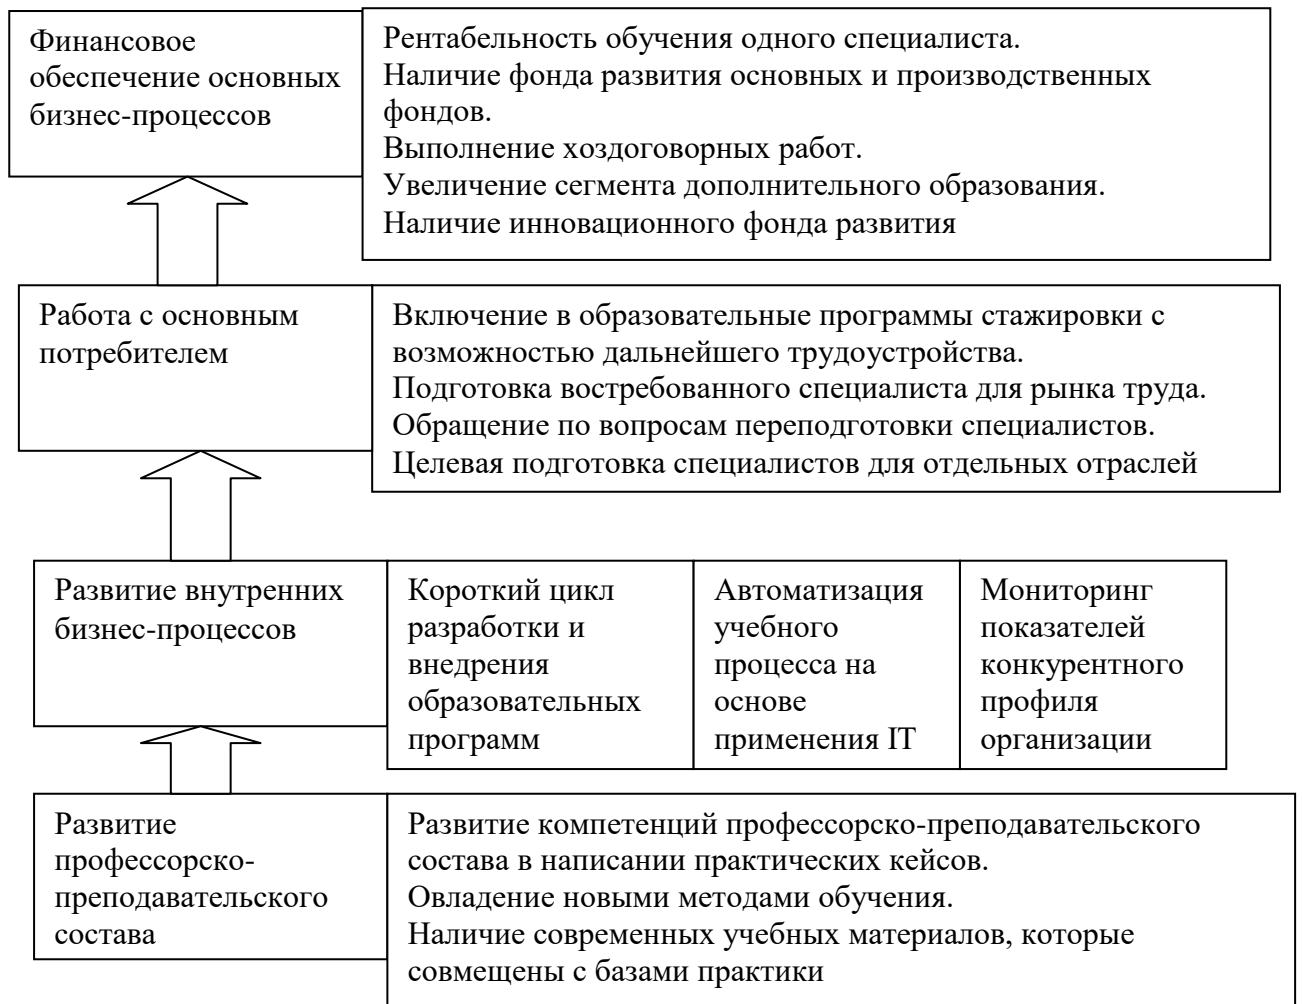 Финансовое
обеспечение основных
бизнес-процессов
Рентабельность обучения одного специалиста.
Наличие фонда развития основных и производственных
фондов.
Выполнение хоздоговорных работ.
Увеличение сегмента дополнительного образования.
Наличие инновационного фонда развития
Работа с основным
потребителем
Включение в образовательные программы стажировки с
возможностью дальнейшего трудоустройства.
Подготовка востребованного специалиста для рынка труда.
Обращение по вопросам переподготовки специалистов.
Целевая подготовка специалистов для отдельных отраслей
Развитие внутренних
бизнес-процессов
Короткий цикл
разработки и
внедрения
образовательных
программ
Автоматизация
учебного
процесса на
основе
применения IT
Мониторинг
показателей
конкурентного
профиля
организации
Развитие
профессорско-
преподавательского
состава
Развитие компетенций профессорско-преподавательского
состава в написании практических кейсов.
Овладение новыми методами обучения.
Наличие современных учебных материалов, которые
совмещены с базами практики